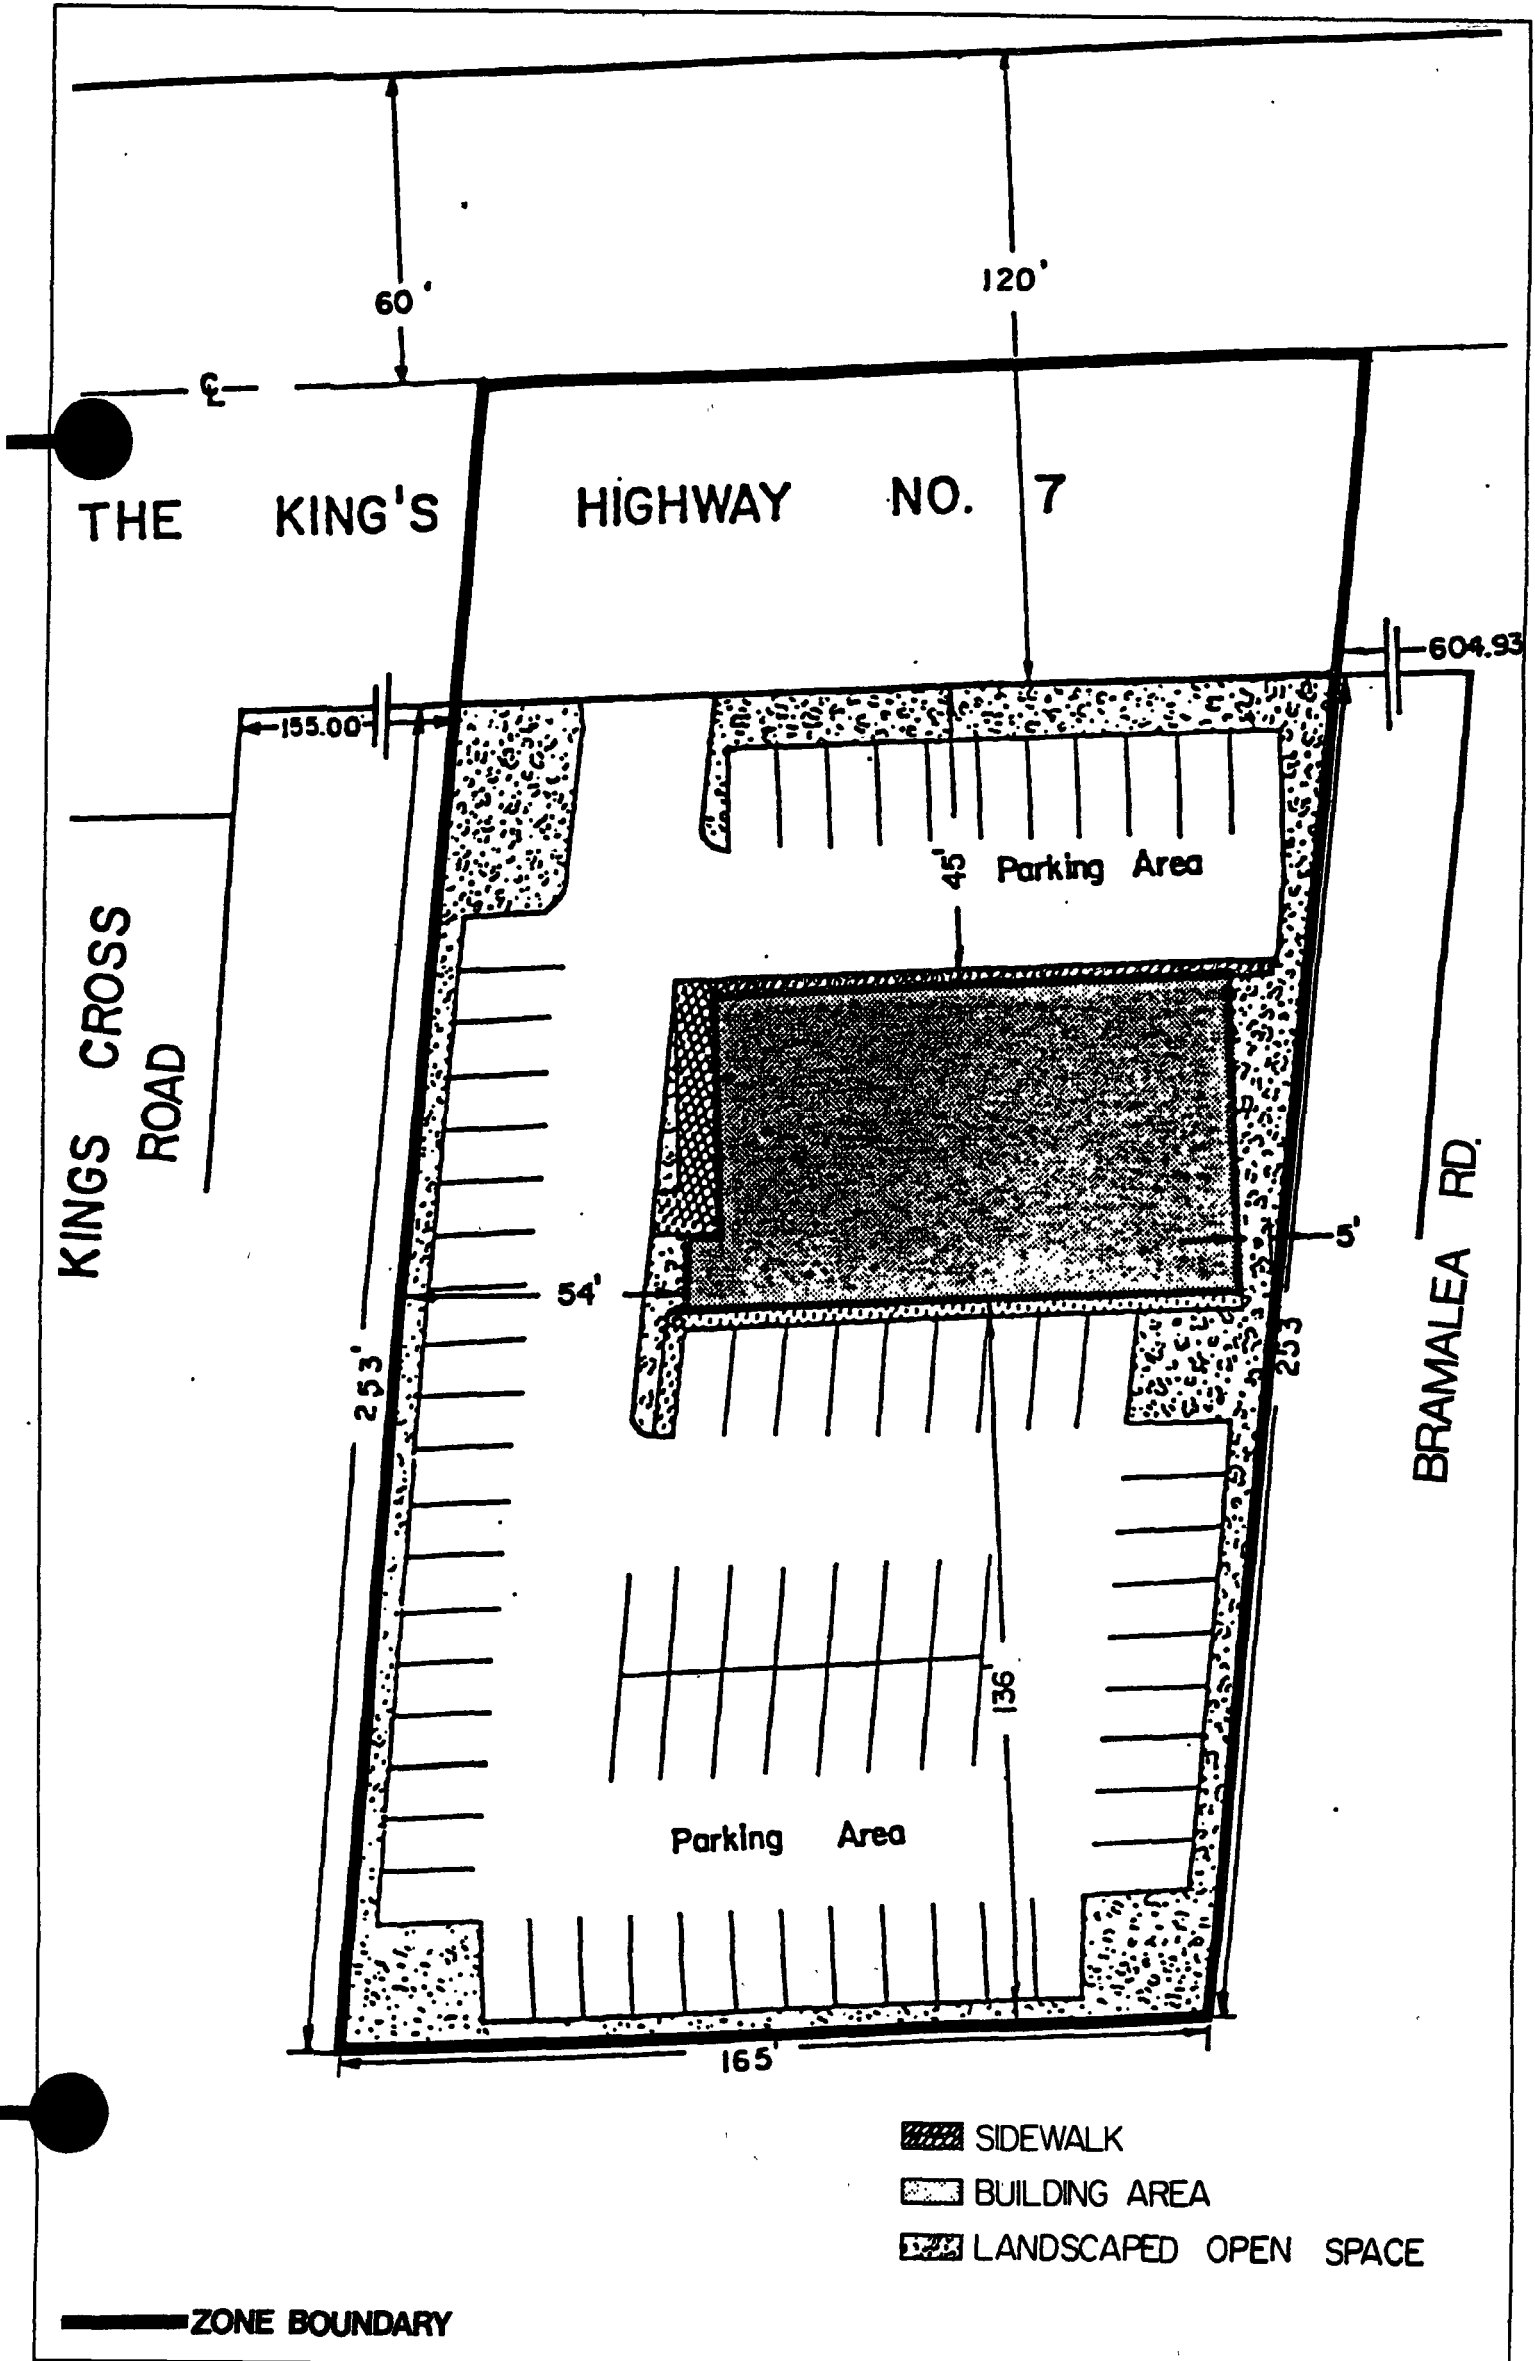 60'
120'
℄
THE KING'S HIGHWAY NO. 7
604.93
155.00
45'
Parking Area
KINGS CROSS
ROAD
5'
54'
253'
253
BRAMALEA RD.
136
Parking Area
165'
SIDEWALK
BUILDING AREA
LANDSCAPED OPEN SPACE
ZONE BOUNDARY